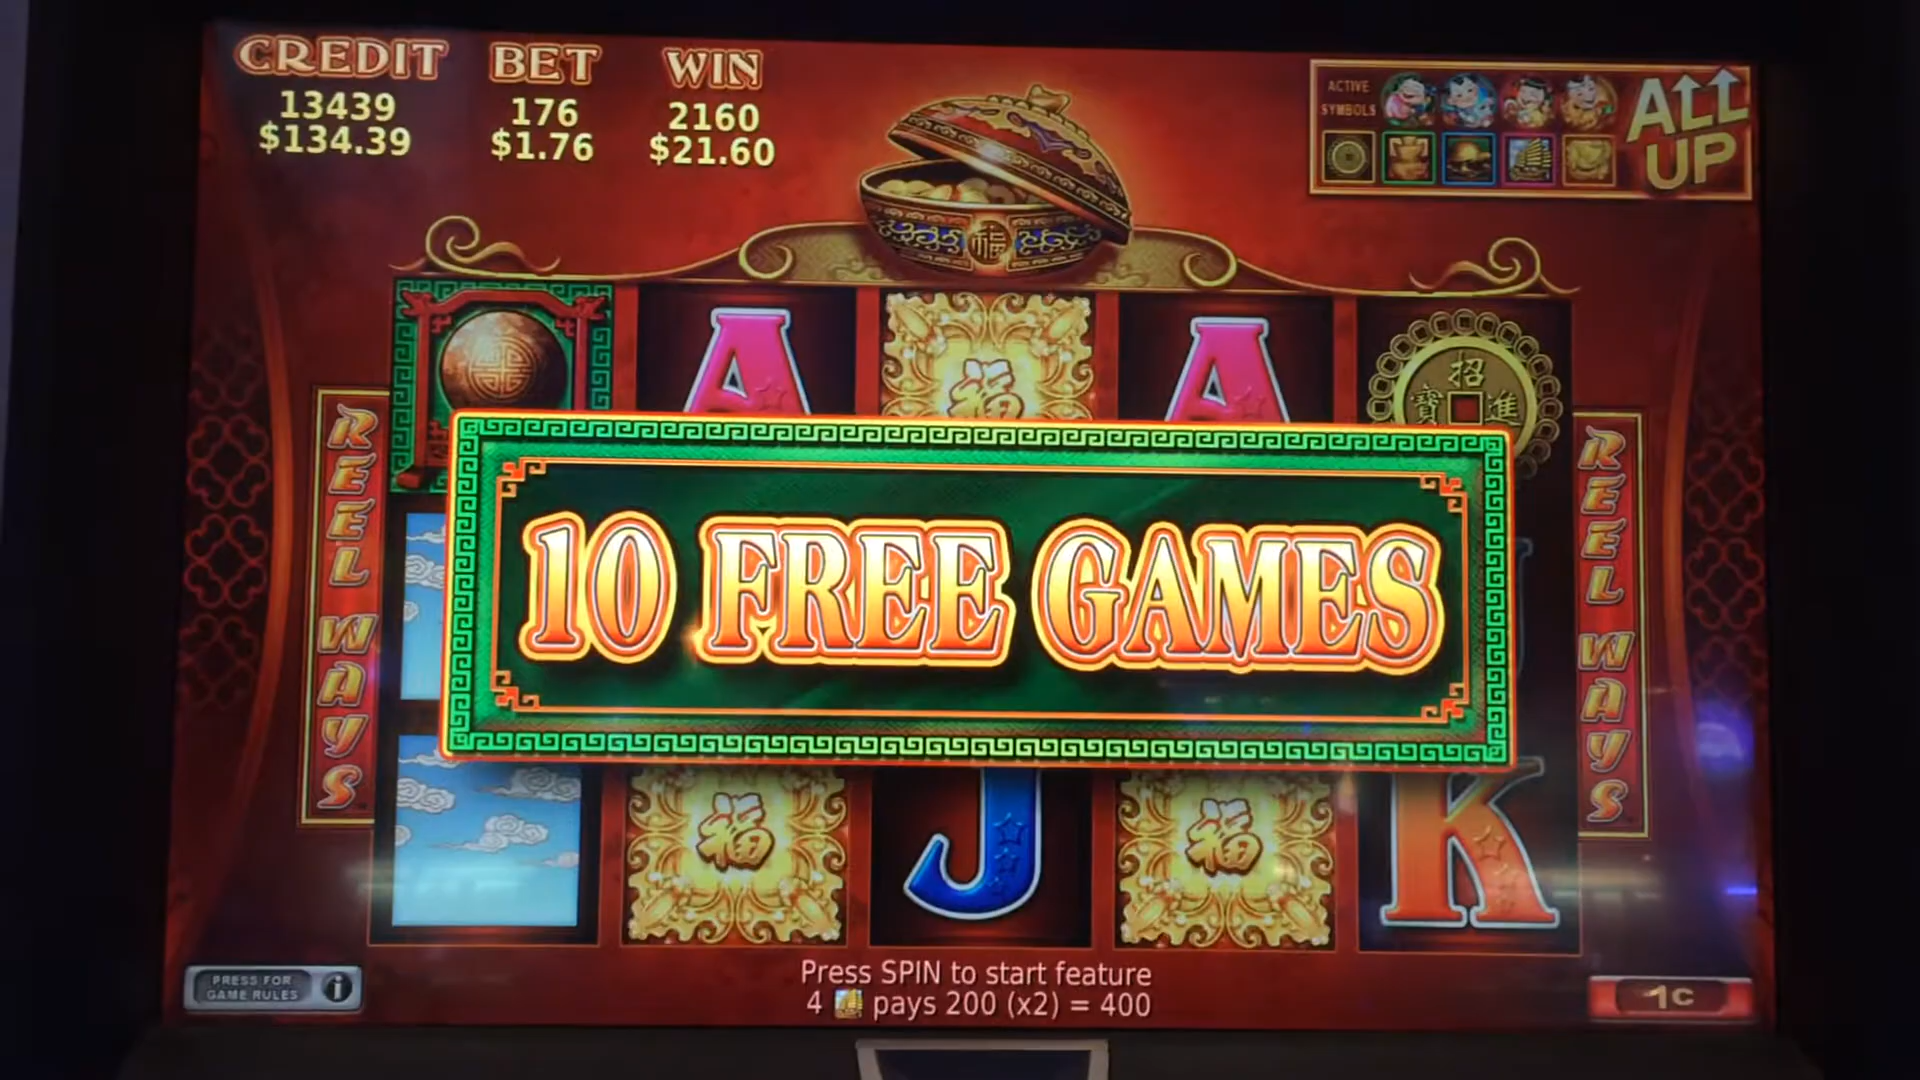 CREDIT BET WIN
13439 176 2160
$134.39 $1.76 $21.60
ACTIVE
SYMBOLS
ALL
UP
福
A
福
A
招
寶 進
REEL WAYS
10 FREE GAMES
REEL WAYS
福
J
福
K
Press SPIN to start feature
4 pays 200 (x2) = 400
PRESS FOR
GAME RULES
i
1c